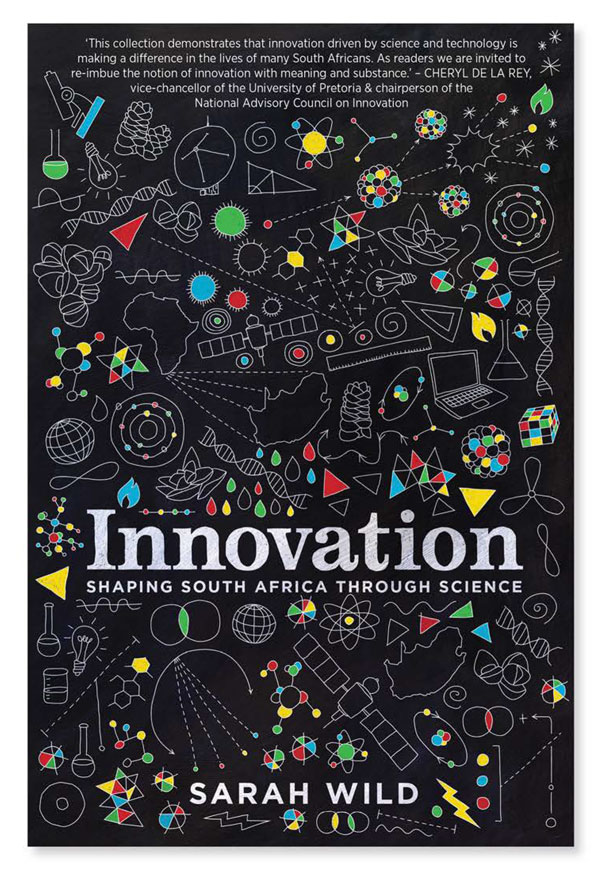 ‘This collection demonstrates that innovation driven by science and technology is
making a difference in the lives of many South Africans. As readers we are invited to
re-imbue the notion of innovation with meaning and substance.’ – CHERYL DE LA REY,
vice-chancellor of the University of Pretoria & chairperson of the
National Advisory Council on Innovation
Innovation
SHAPING SOUTH AFRICA THROUGH SCIENCE
SARAH WILD